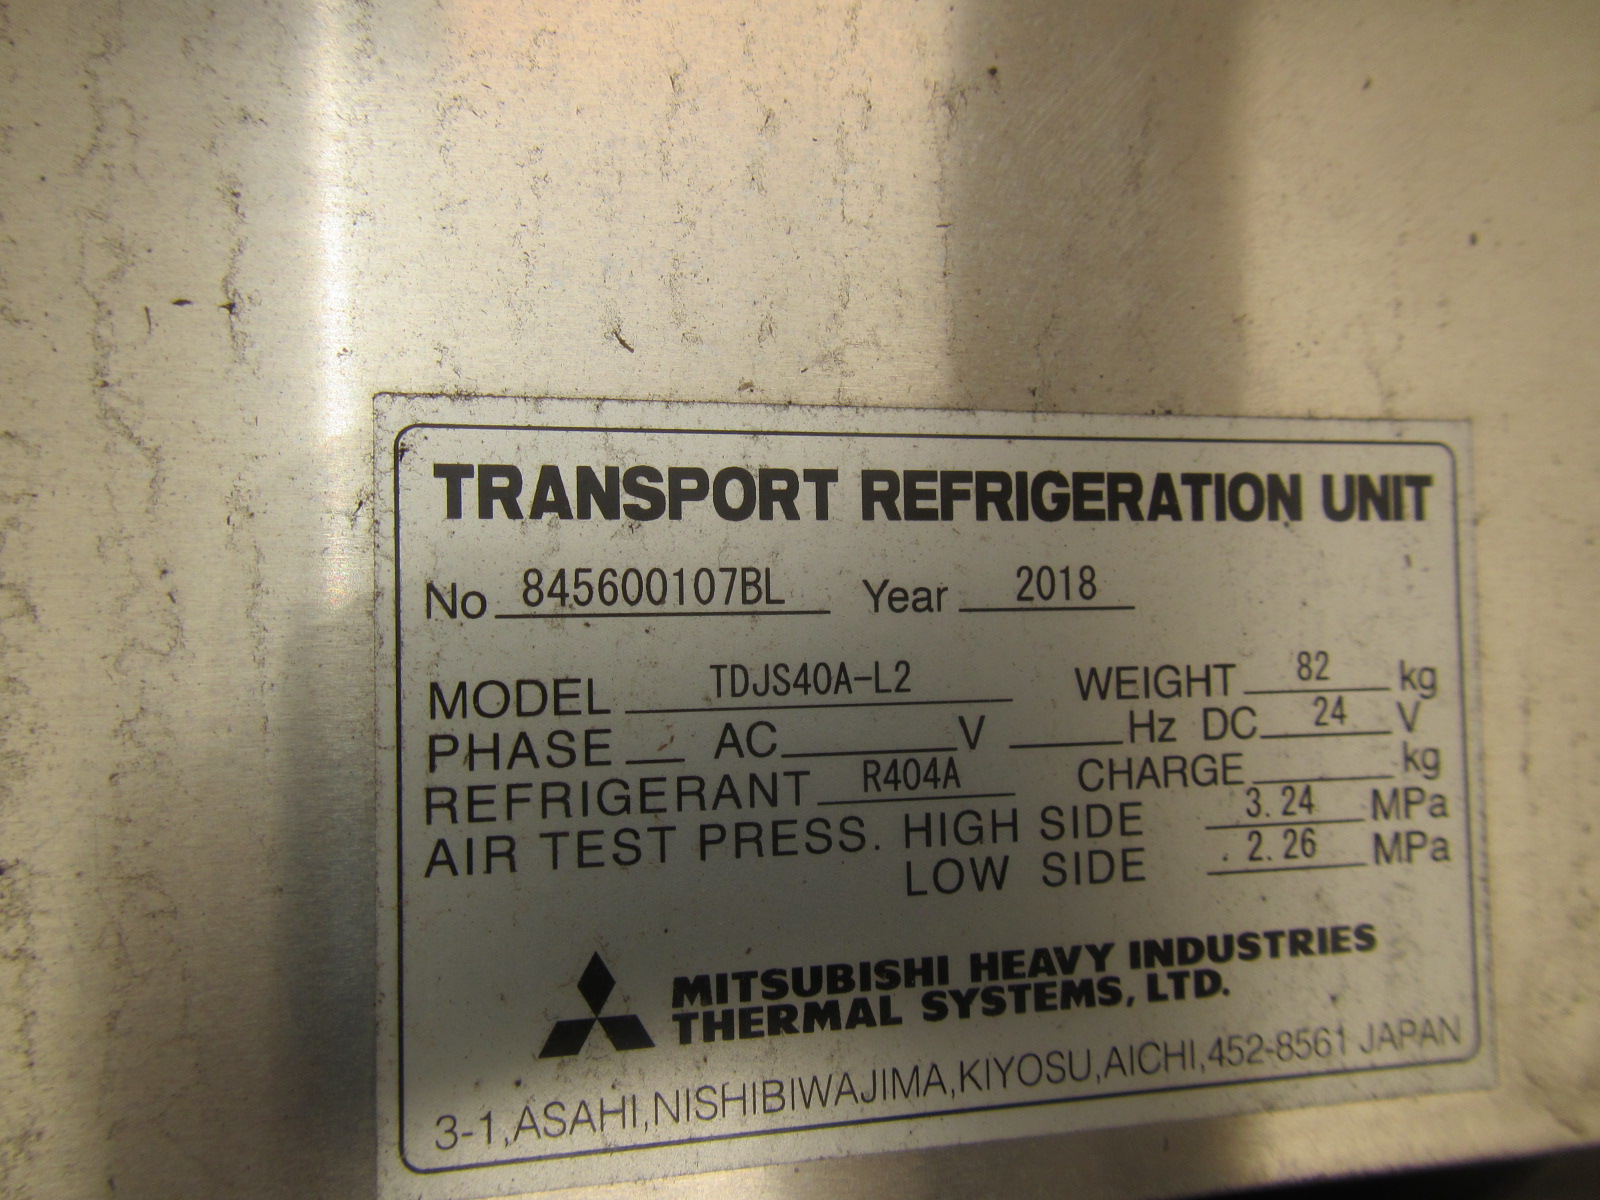 TRANSPORT REFRIGERATION UNIT
No 845600107BL Year 2018
MODEL TDJS40A-L2 WEIGHT 82 kg
PHASE AC V Hz DC 24 V
REFRIGERANT R404A CHARGE kg
AIR TEST PRESS. HIGH SIDE 3.24 MPa
LOW SIDE . 2.26 MPa
MITSUBISHI HEAVY INDUSTRIES
THERMAL SYSTEMS, LTD.
3-1,ASAHI,NISHIBIWAJIMA,KIYOSU,AICHI,452-8561 JAPAN